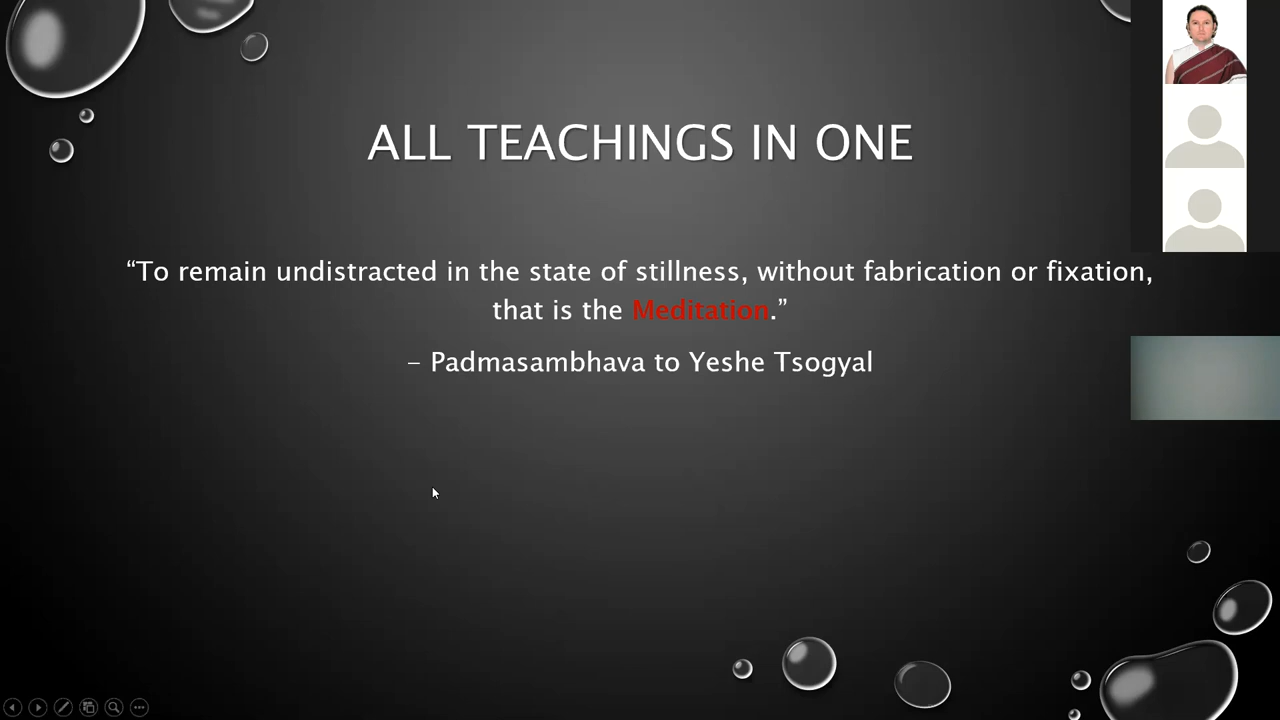 ALL TEACHINGS IN ONE
“To remain undistracted in the state of stillness, without fabrication or fixation,
that is the Meditation.”
– Padmasambhava to Yeshe Tsogyal